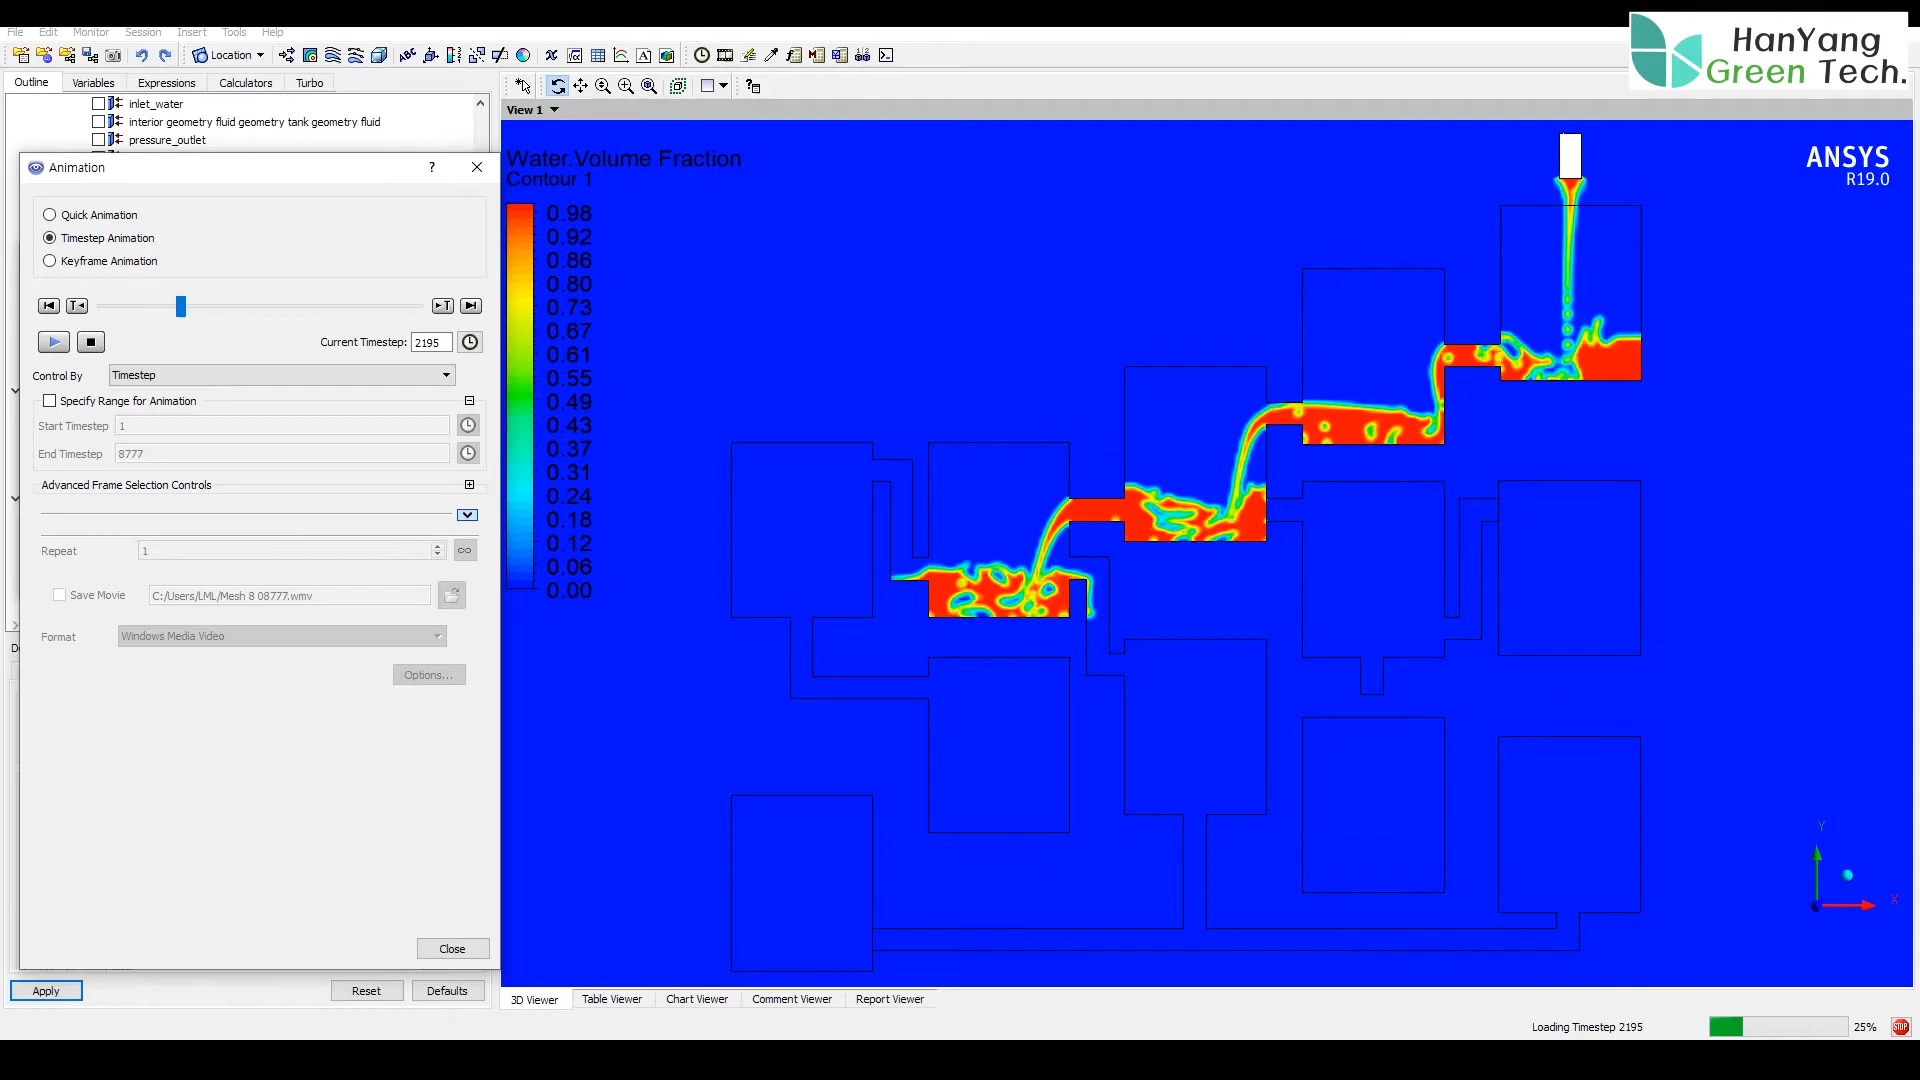 File Edit Monitor Session Insert Tools Help
HanYang
Green Tech.
Location
Outline Variables Expressions Calculators Turbo
inlet_water
interior geometry fluid geometry tank geometry fluid
pressure_outlet
View 1
Animation
?
Quick Animation
Timestep Animation
Keyframe Animation
Current Timestep: 2195
Control By Timestep
Specify Range for Animation
Start Timestep 1
End Timestep 8777
Advanced Frame Selection Controls
Repeat 1
Save Movie C:/Users/LML/Mesh 8 08777.wmv
Format Windows Media Video
Options...
Close
Apply Reset Defaults
Water.Volume Fraction
Contour 1
0.98
0.92
0.86
0.80
0.73
0.67
0.61
0.55
0.49
0.43
0.37
0.31
0.24
0.18
0.12
0.06
0.00
ANSYS
R19.0
Y
X
3D Viewer Table Viewer Chart Viewer Comment Viewer Report Viewer
Loading Timestep 2195 25% STOP